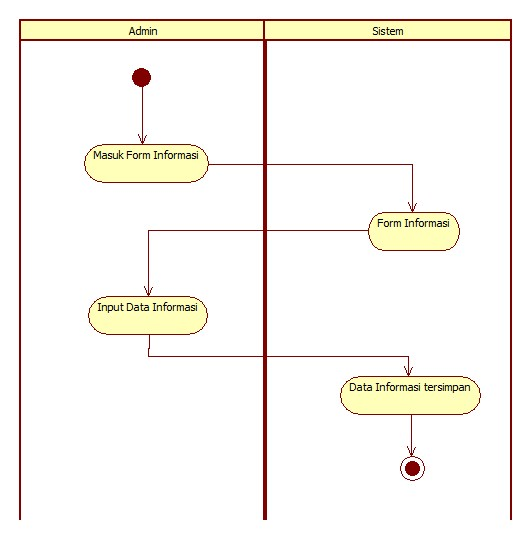 Admin
Sistem
Masuk Form Informasi
Form Informasi
Input Data Informasi
Data Informasi tersimpan